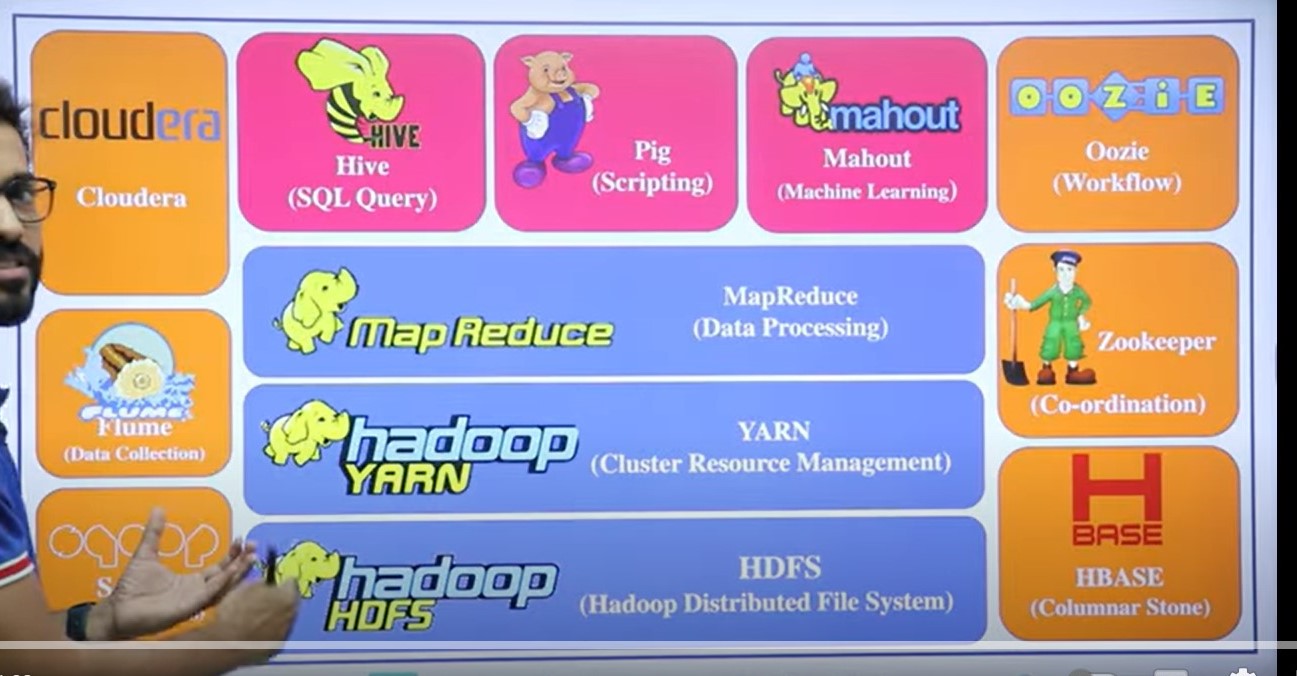 cloudera
Cloudera
HIVE
Hive
(SQL Query)
Pig
(Scripting)
mahout
Mahout
(Machine Learning)
OOZiE
Oozie
(Workflow)
Map Reduce
MapReduce
(Data Processing)
Zookeeper
(Co-ordination)
FLUME
Flume
(Data Collection)
hadoop
YARN
YARN
(Cluster Resource Management)
sqoop
hadoop
HDFS
HDFS
(Hadoop Distributed File System)
H
BASE
HBASE
(Columnar Stone)